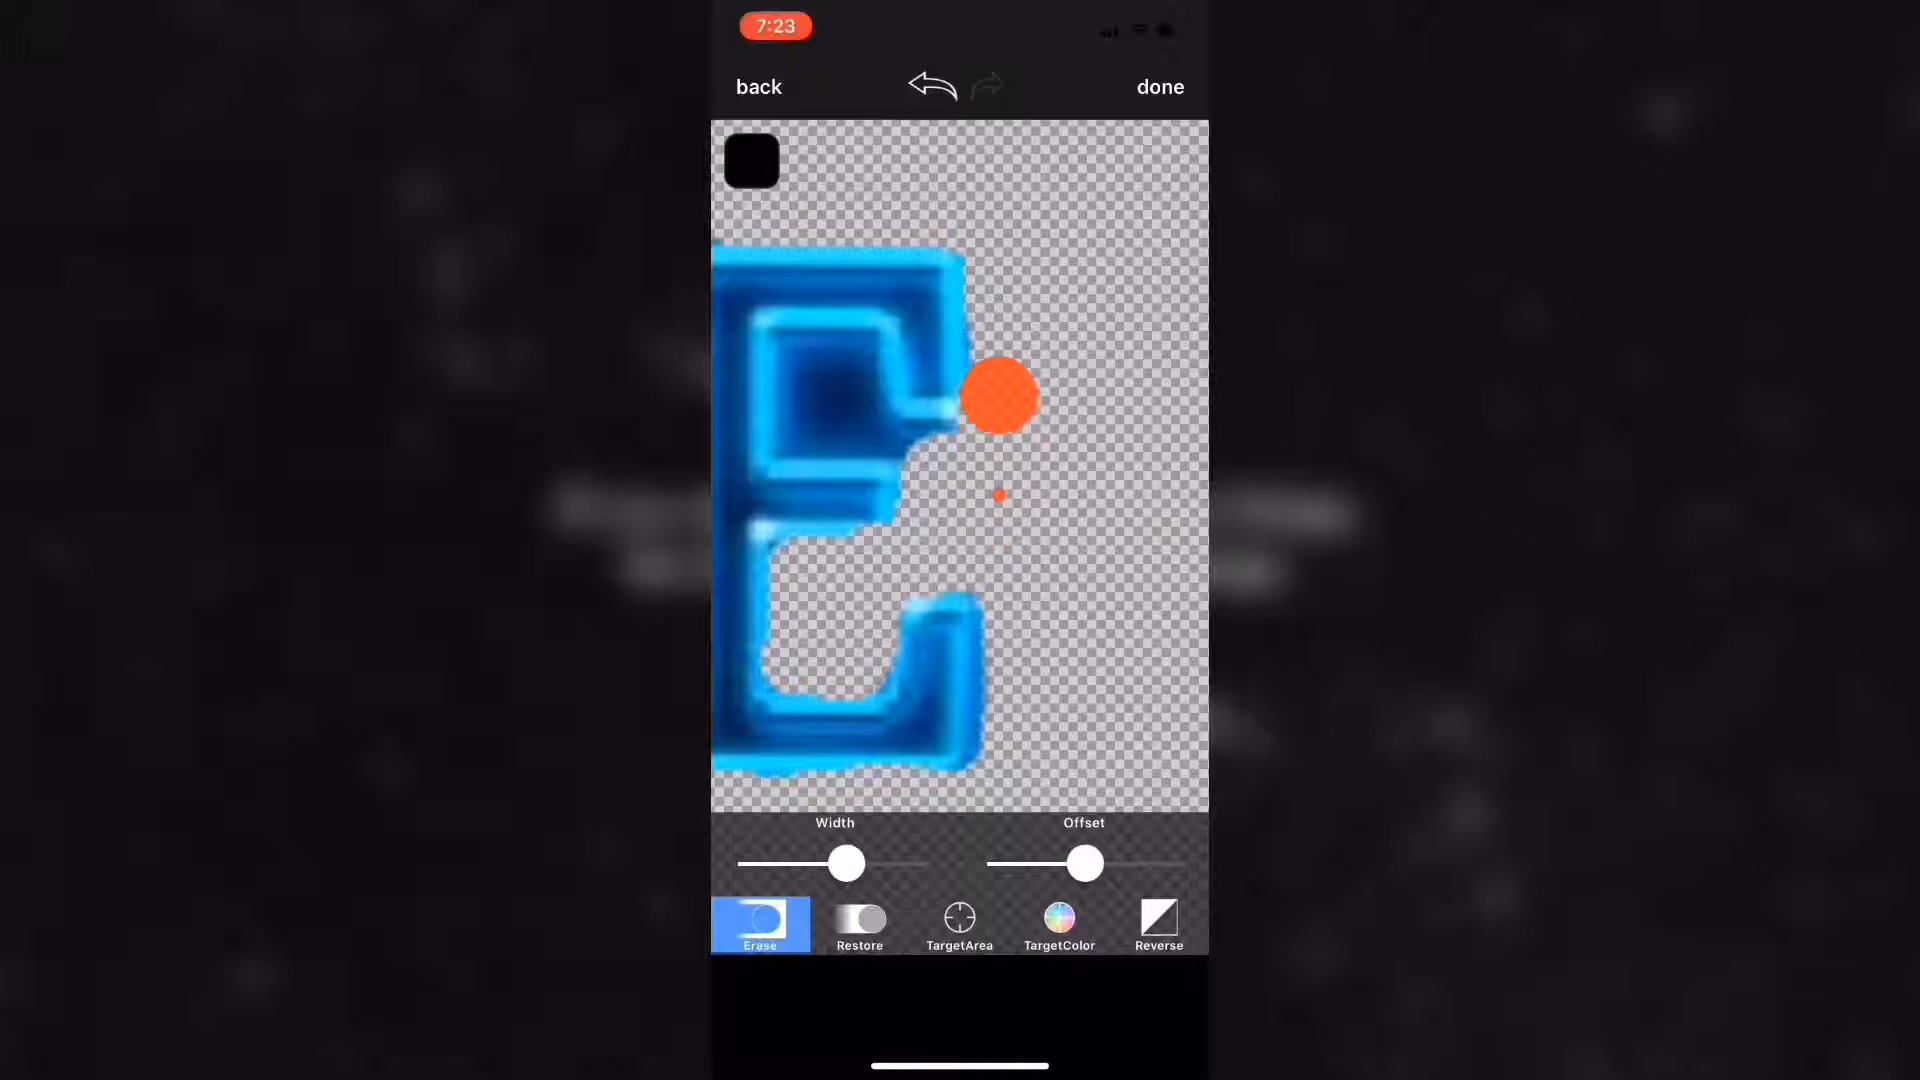 7:23
back
done
E
Width
Offset
Erase
Restore
TargetArea
TargetColor
Reverse